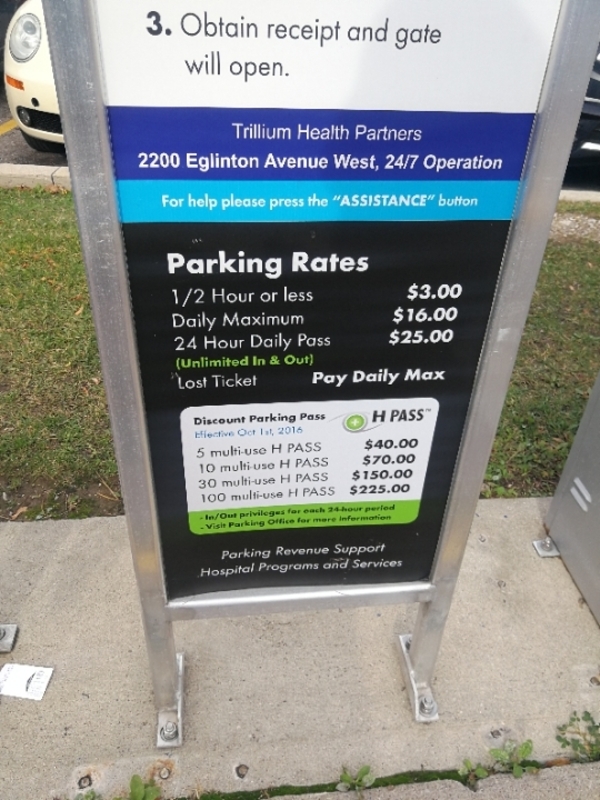 3. Obtain receipt and gate
will open.
Trillium Health Partners
2200 Eglinton Avenue West, 24/7 Operation
For help please press the "ASSISTANCE" button
Parking Rates
1/2 Hour or less $3.00
Daily Maximum $16.00
24 Hour Daily Pass $25.00
(Unlimited In & Out)
Lost Ticket Pay Daily Max
Discount Parking Pass H PASS™
Effective Oct 1st, 2016
5 multi-use H PASS $40.00
10 multi-use H PASS $70.00
30 multi-use H PASS $150.00
100 multi-use H PASS $225.00
- In/Out privileges for each 24-hour period
- Visit Parking Office for more information
Parking Revenue Support
Hospital Programs and Services